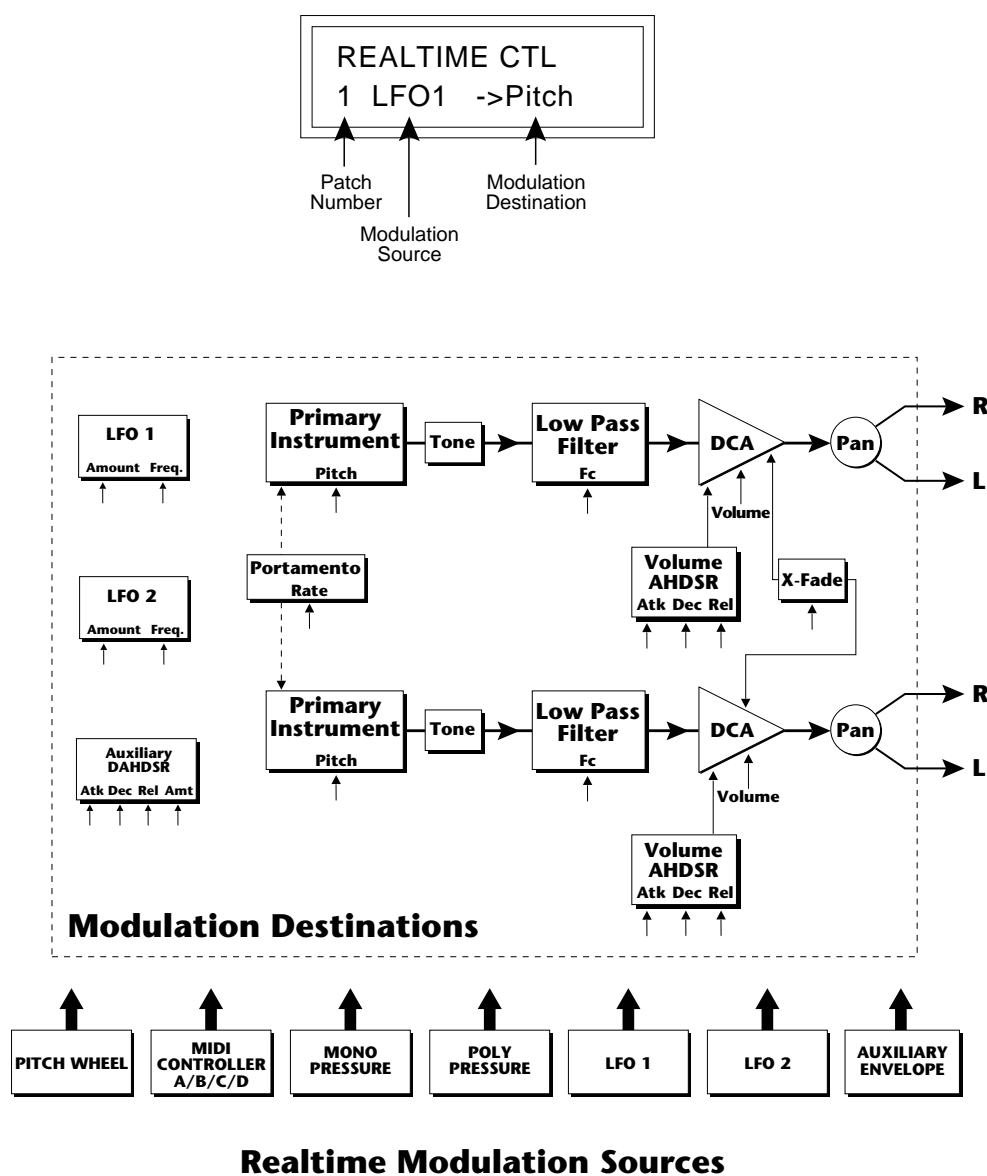 REALTIME CTL
1 LFO1 ->Pitch
Patch
Number
Modulation
Source
Modulation
Destination
LFO 1
Amount Freq.
Primary
Instrument
Pitch
Tone
Low Pass
Filter
Fc
DCA
Pan
R
L
Volume
Portamento
Rate
Volume
AHDSR
Atk Dec Rel
X-Fade
LFO 2
Amount Freq.
Primary
Instrument
Pitch
Tone
Low Pass
Filter
Fc
DCA
Pan
R
L
Volume
Auxiliary
DAHDSR
Atk Dec Rel Amt
Volume
AHDSR
Atk Dec Rel
Modulation Destinations
PITCH WHEEL
MIDI
CONTROLLER
A/B/C/D
MONO
PRESSURE
POLY
PRESSURE
LFO 1
LFO 2
AUXILIARY
ENVELOPE
Realtime Modulation Sources